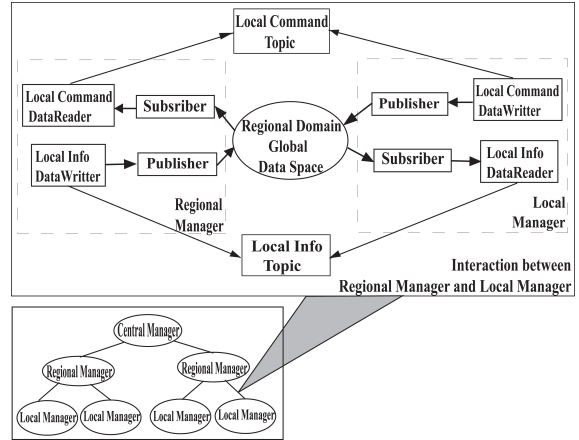 Local Command
Topic
Local Command
DataReader
Subsriber
Publisher
Local Command
DataWritter
Regional Domain
Global
Data Space
Local Info
DataWritter
Publisher
Subsriber
Local Info
DataReader
Regional
Manager
Local
Manager
Local Info
Topic
Interaction between
Regional Manager and Local Manager
Central Manager
Regional Manager
Regional Manager
Local Manager
Local Manager
Local Manager
Local Manager